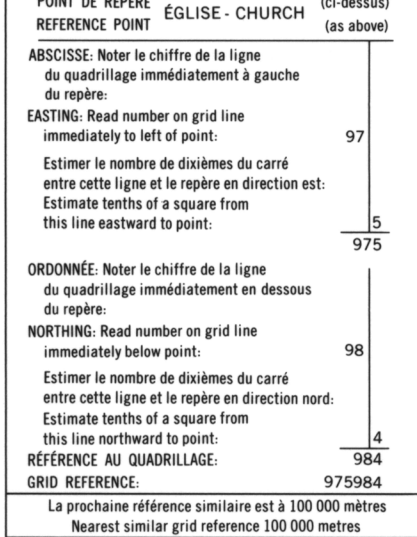 POINT DE REPÈRE
REFERENCE POINT
ÉGLISE - CHURCH
(ci-dessus)
(as above)
ABSCISSE: Noter le chiffre de la ligne
du quadrillage immédiatement à gauche
du repère:
EASTING: Read number on grid line
immediately to left of point: 97
Estimer le nombre de dixièmes du carré
entre cette ligne et le repère en direction est:
Estimate tenths of a square from
this line eastward to point: 5
975
ORDONNÉE: Noter le chiffre de la ligne
du quadrillage immédiatement en dessous
du repère:
NORTHING: Read number on grid line
immediately below point: 98
Estimer le nombre de dixièmes du carré
entre cette ligne et le repère en direction nord:
Estimate tenths of a square from
this line northward to point: 4
RÉFÉRENCE AU QUADRILLAGE: 984
GRID REFERENCE: 975984
La prochaine référence similaire est à 100 000 mètres
Nearest similar grid reference 100 000 metres